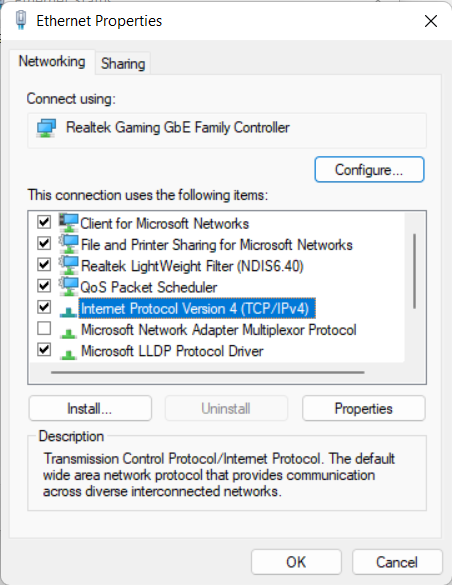 Ethernet Properties
Networking
Sharing
Connect using:
Realtek Gaming GbE Family Controller
Configure...
This connection uses the following items:
Client for Microsoft Networks
File and Printer Sharing for Microsoft Networks
Realtek LightWeight Filter (NDIS6.40)
QoS Packet Scheduler
Internet Protocol Version 4 (TCP/IPv4)
Microsoft Network Adapter Multiplexor Protocol
Microsoft LLDP Protocol Driver
Install...
Uninstall
Properties
Description
Transmission Control Protocol/Internet Protocol. The default
wide area network protocol that provides communication
across diverse interconnected networks.
OK
Cancel